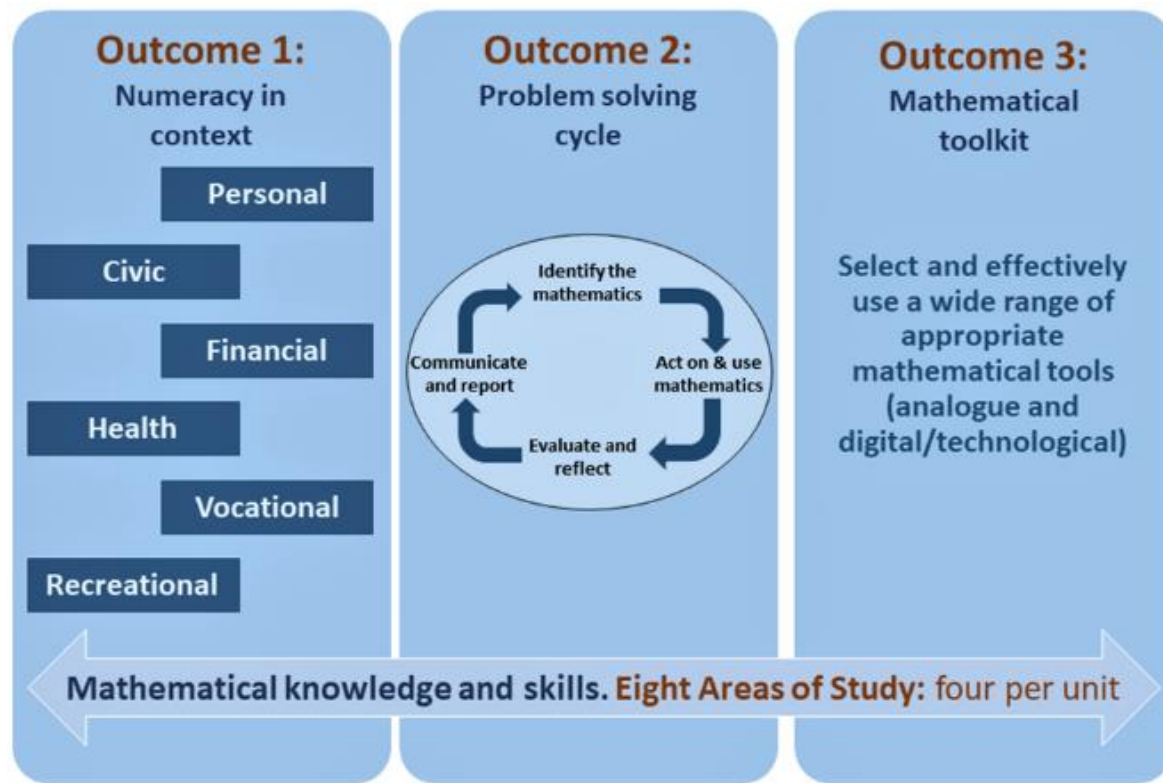 Outcome 1:
Numeracy in
context
Personal
Civic
Financial
Health
Vocational
Recreational
Outcome 2:
Problem solving
cycle
Identify the
mathematics
Act on & use
mathematics
Evaluate and
reflect
Communicate
and report
Outcome 3:
Mathematical
toolkit
Select and effectively
use a wide range of
appropriate
mathematical tools
(analogue and
digital/technological)
Mathematical knowledge and skills. Eight Areas of Study: four per unit